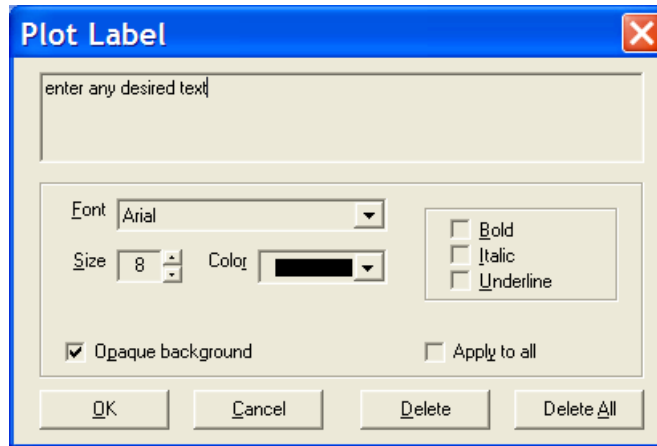 Plot Label
enter any desired text
Font Arial
Bold
Italic
Underline
Size 8 Color
Opaque background Apply to all
OK Cancel Delete Delete All